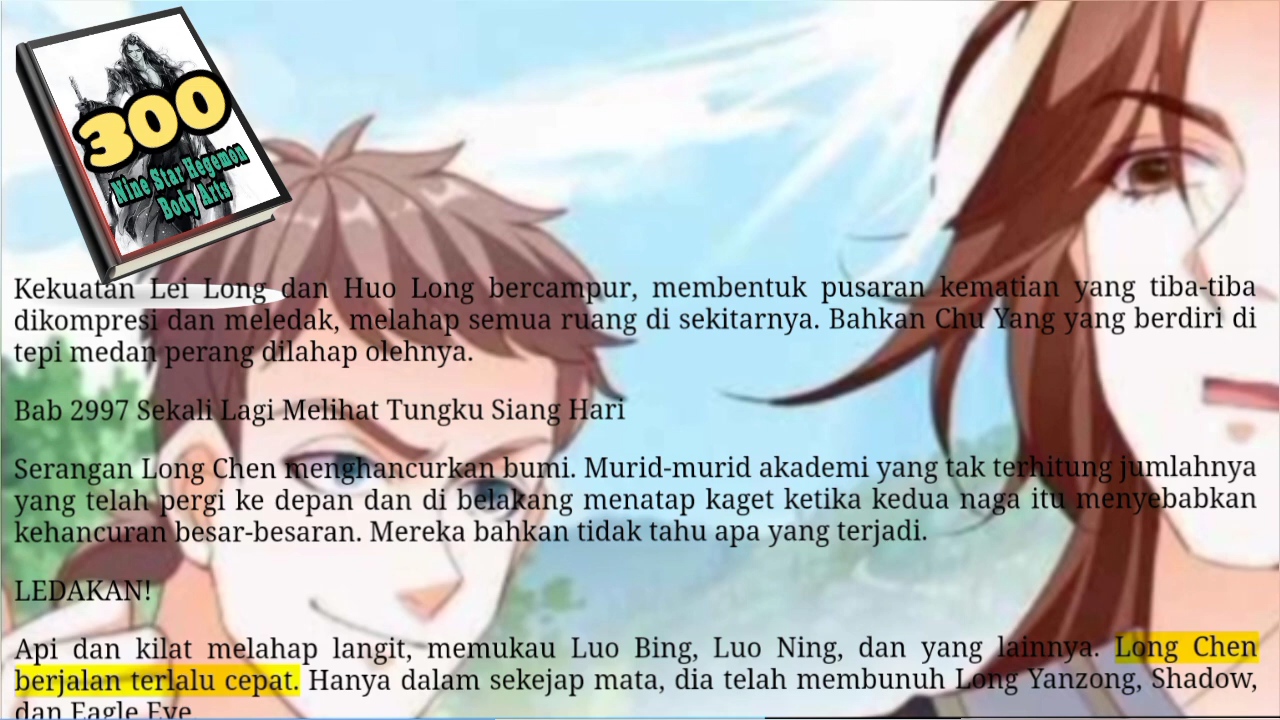 300
Nine Star Hegemon
Body Arts
Kekuatan Lei Long dan Huo Long bercampur, membentuk pusaran kematian yang tiba-tiba
dikompresi dan meledak, melahap semua ruang di sekitarnya. Bahkan Chu Yang yang berdiri di
tepi medan perang dilahap olehnya.
Bab 2997 Sekali Lagi Melihat Tungku Siang Hari
Serangan Long Chen menghancurkan bumi. Murid-murid akademi yang tak terhitung jumlahnya
yang telah pergi ke depan dan di belakang menatap kaget ketika kedua naga itu menyebabkan
kehancuran besar-besaran. Mereka bahkan tidak tahu apa yang terjadi.
LEDAKAN!
Api dan kilat melahap langit, memukau Luo Bing, Luo Ning, dan yang lainnya. Long Chen
berjalan terlalu cepat. Hanya dalam sekejap mata, dia telah membunuh Long Yanzong, Shadow,
dan Eagle Eye